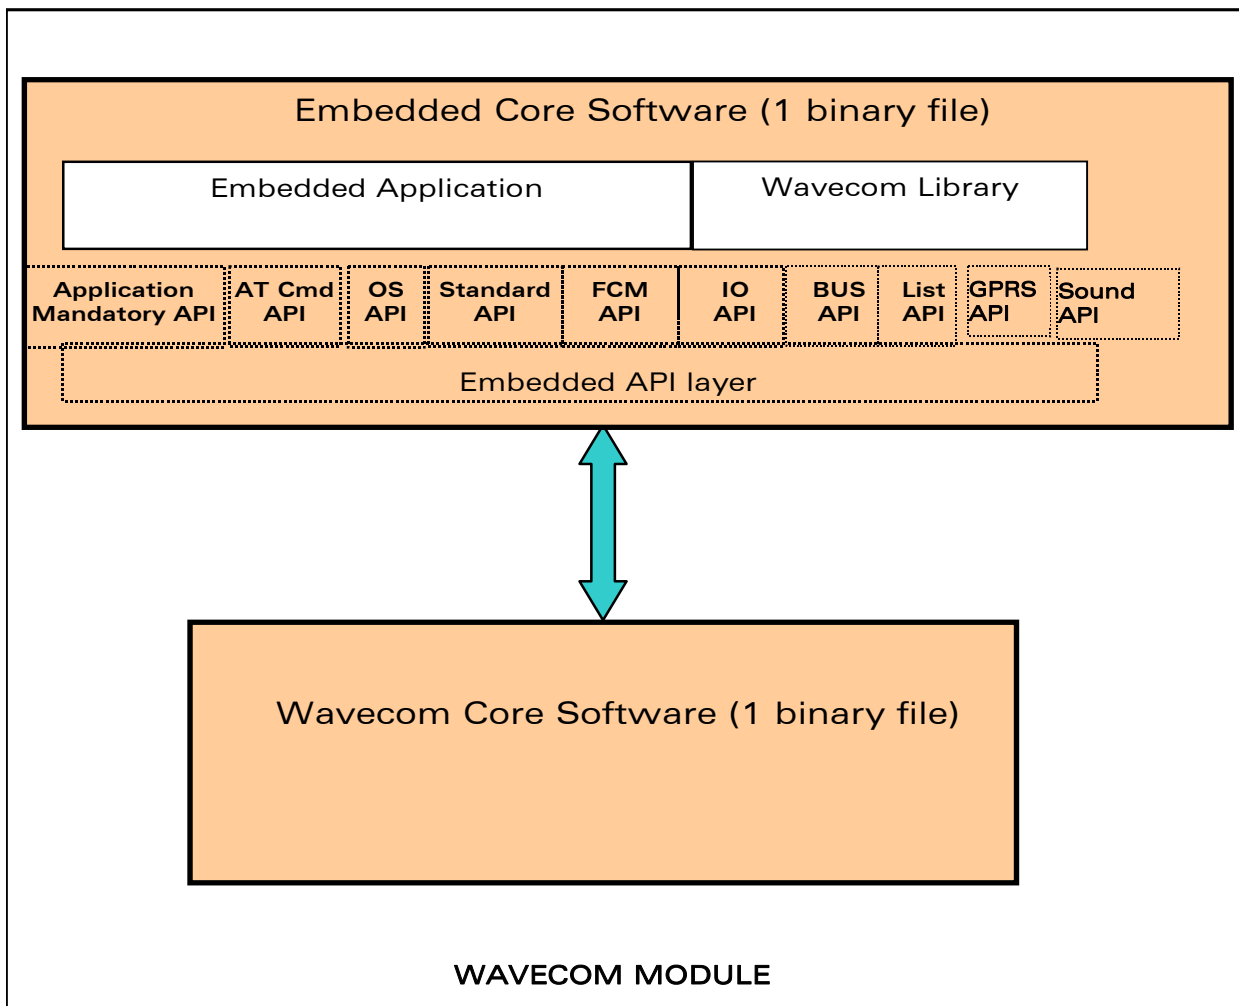 Embedded Core Software (1 binary file)
Embedded Application
Wavecom Library
Application
Mandatory API
AT Cmd
API
OS
API
Standard
API
FCM
API
IO
API
BUS
API
List
API
GPRS
API
Sound
API
Embedded API layer
Wavecom Core Software (1 binary file)
WAVECOM MODULE